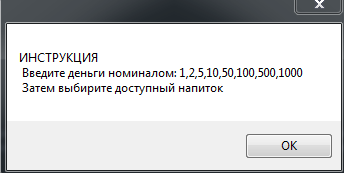 ИНСТРУКЦИЯ
Введите деньги номиналом: 1,2,5,10,50,100,500,1000
Затем выбирите доступный напиток
OK